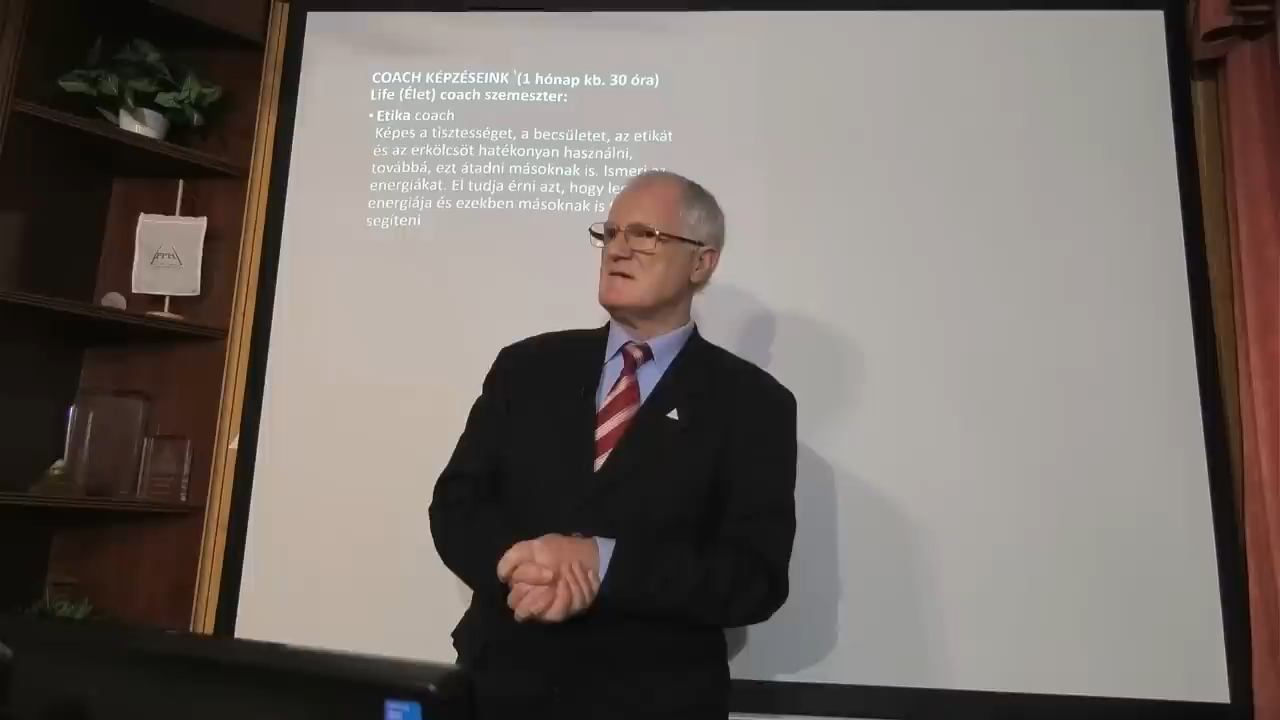 COACH KÉPZÉSEINK (1 hónap kb. 30 óra)
Life (Élet) coach szemeszter:
• Etika coach
Képes a tisztességet, a becsületet, az etikát
és az erkölcsöt hatékonyan használni,
továbbá, ezt átadni másoknak is. Ismeri az
energiákat. El tudja érni azt, hogy
energiája és ezekben másoknak is
segíteni